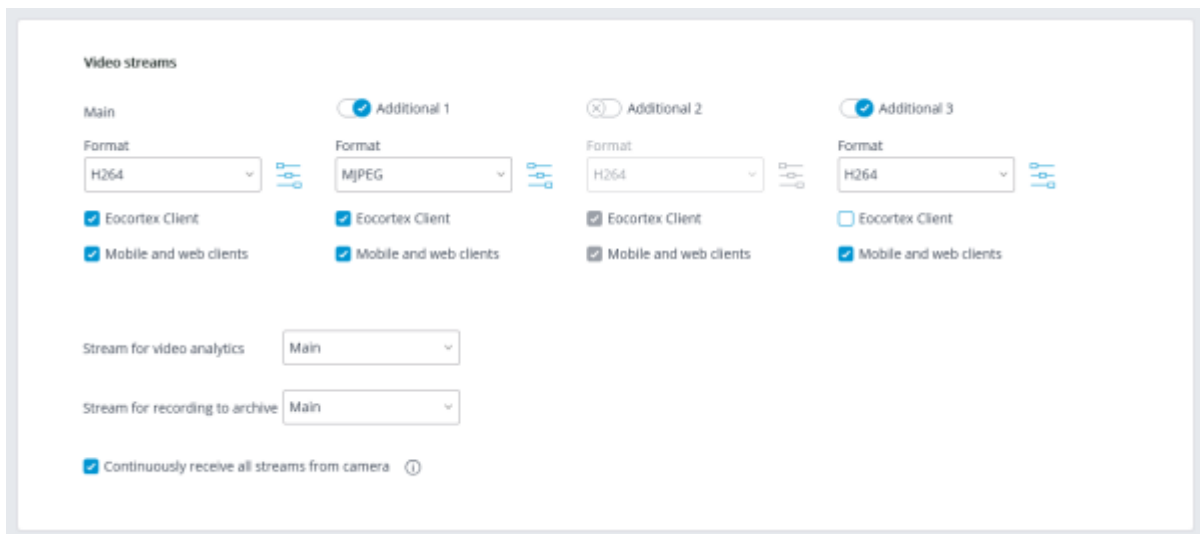 Video streams
Main Additional 1 Additional 2 Additional 3
Format Format Format Format
H264 MJPEG H264 H264
Eocortex Client Eocortex Client Eocortex Client Eocortex Client
Mobile and web clients Mobile and web clients Mobile and web clients Mobile and web clients
Stream for video analytics Main
Stream for recording to archive Main
Continuously receive all streams from camera